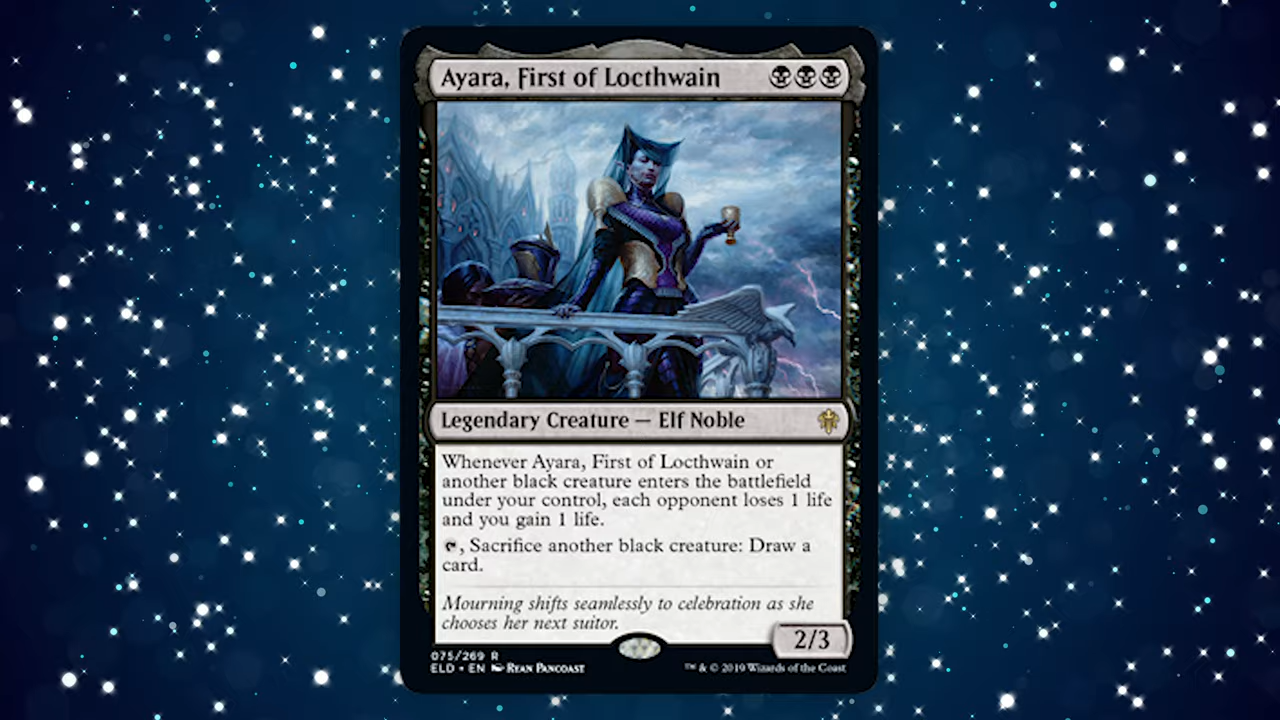 Ayara, First of Locthwain
Legendary Creature — Elf Noble
Whenever Ayara, First of Locthwain or
another black creature enters the battlefield
under your control, each opponent loses 1 life
and you gain 1 life.
, Sacrifice another black creature: Draw a
card.
Mourning shifts seamlessly to celebration as she
chooses her next suitor.
2/3
075/269 R
ELD • EN Ryan Pancoast
™ & © 2019 Wizards of the Coast